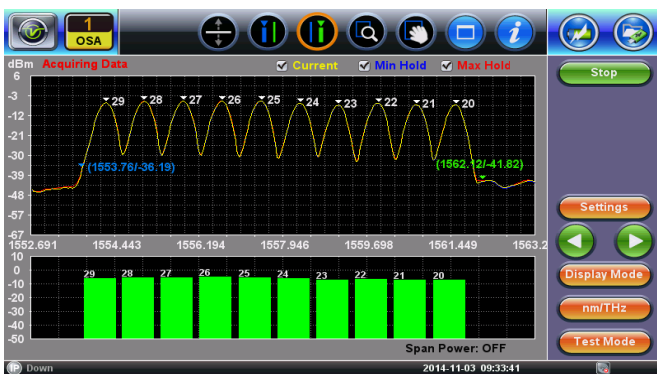 1
OSA
dBm Acquiring Data Current Min Hold Max Hold
6
-3
-12
-21
-30
-39
-48
-57
-67
29 28 27 26 25 24 23 22 21 20
(1553.76/-36.19) (1562.12/-41.82)
1552.691 1554.443 1556.194 1557.946 1559.698 1561.449 1563.2
10
0
-10
-20
-30
-40
-50
29 28 27 26 25 24 23 22 21 20
Span Power: OFF
Stop
Settings
Display Mode
nm/THz
Test Mode
IP Down 2014-11-03 09:33:41